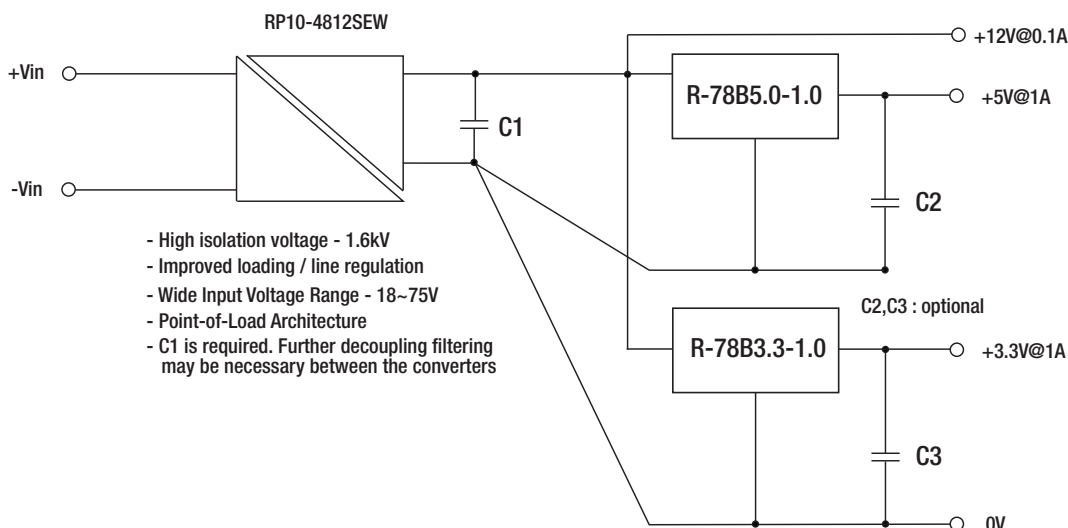 RP10-4812SEW
+12V@0.1A
+Vin
R-78B5.0-1.0
+5V@1A
C1
-Vin
C2
- High isolation voltage - 1.6kV
- Improved loading / line regulation
- Wide Input Voltage Range - 18~75V
- Point-of-Load Architecture
- C1 is required. Further decoupling filtering
may be necessary between the converters
C2,C3 : optional
R-78B3.3-1.0
+3.3V@1A
C3
0V